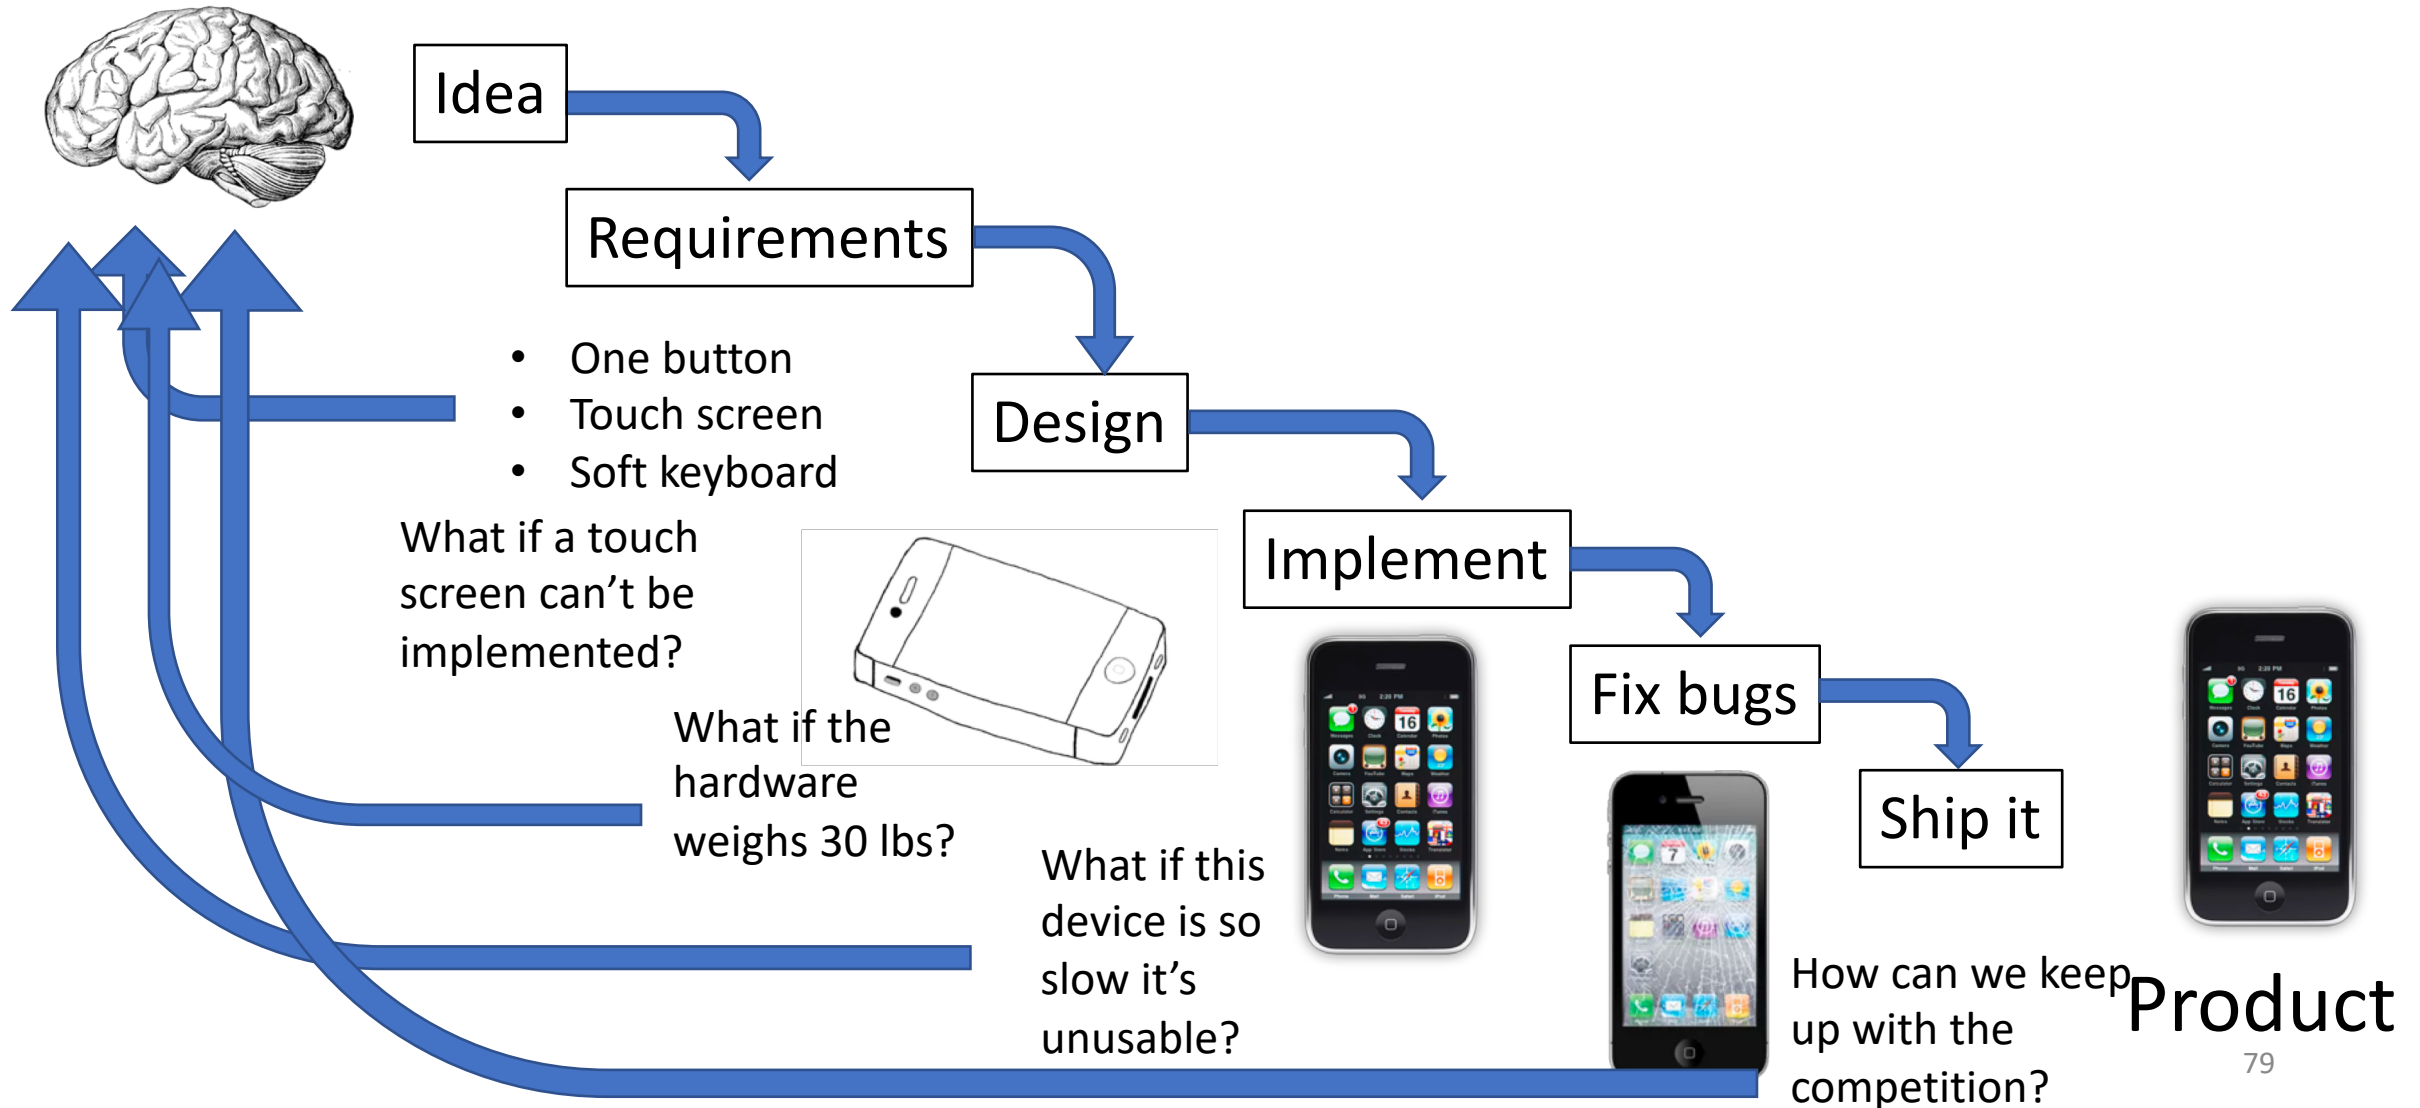 Idea
Requirements
• One button
• Touch screen
• Soft keyboard
What if a touch
screen can’t be
implemented?
Design
What if the
hardware
weighs 30 lbs?
Implement
What if this
device is so
slow it’s
unusable?
Fix bugs
Ship it
How can we keep
up with the
competition?
Product
79